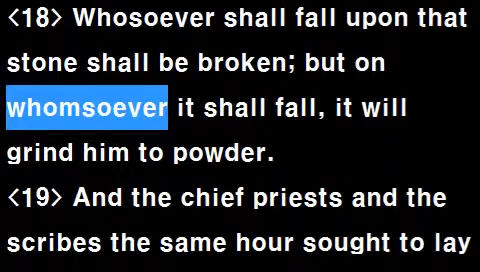 <18> Whosoever shall fall upon that
stone shall be broken; but on
whomsoever it shall fall, it will
grind him to powder.
<19> And the chief priests and the
scribes the same hour sought to lay